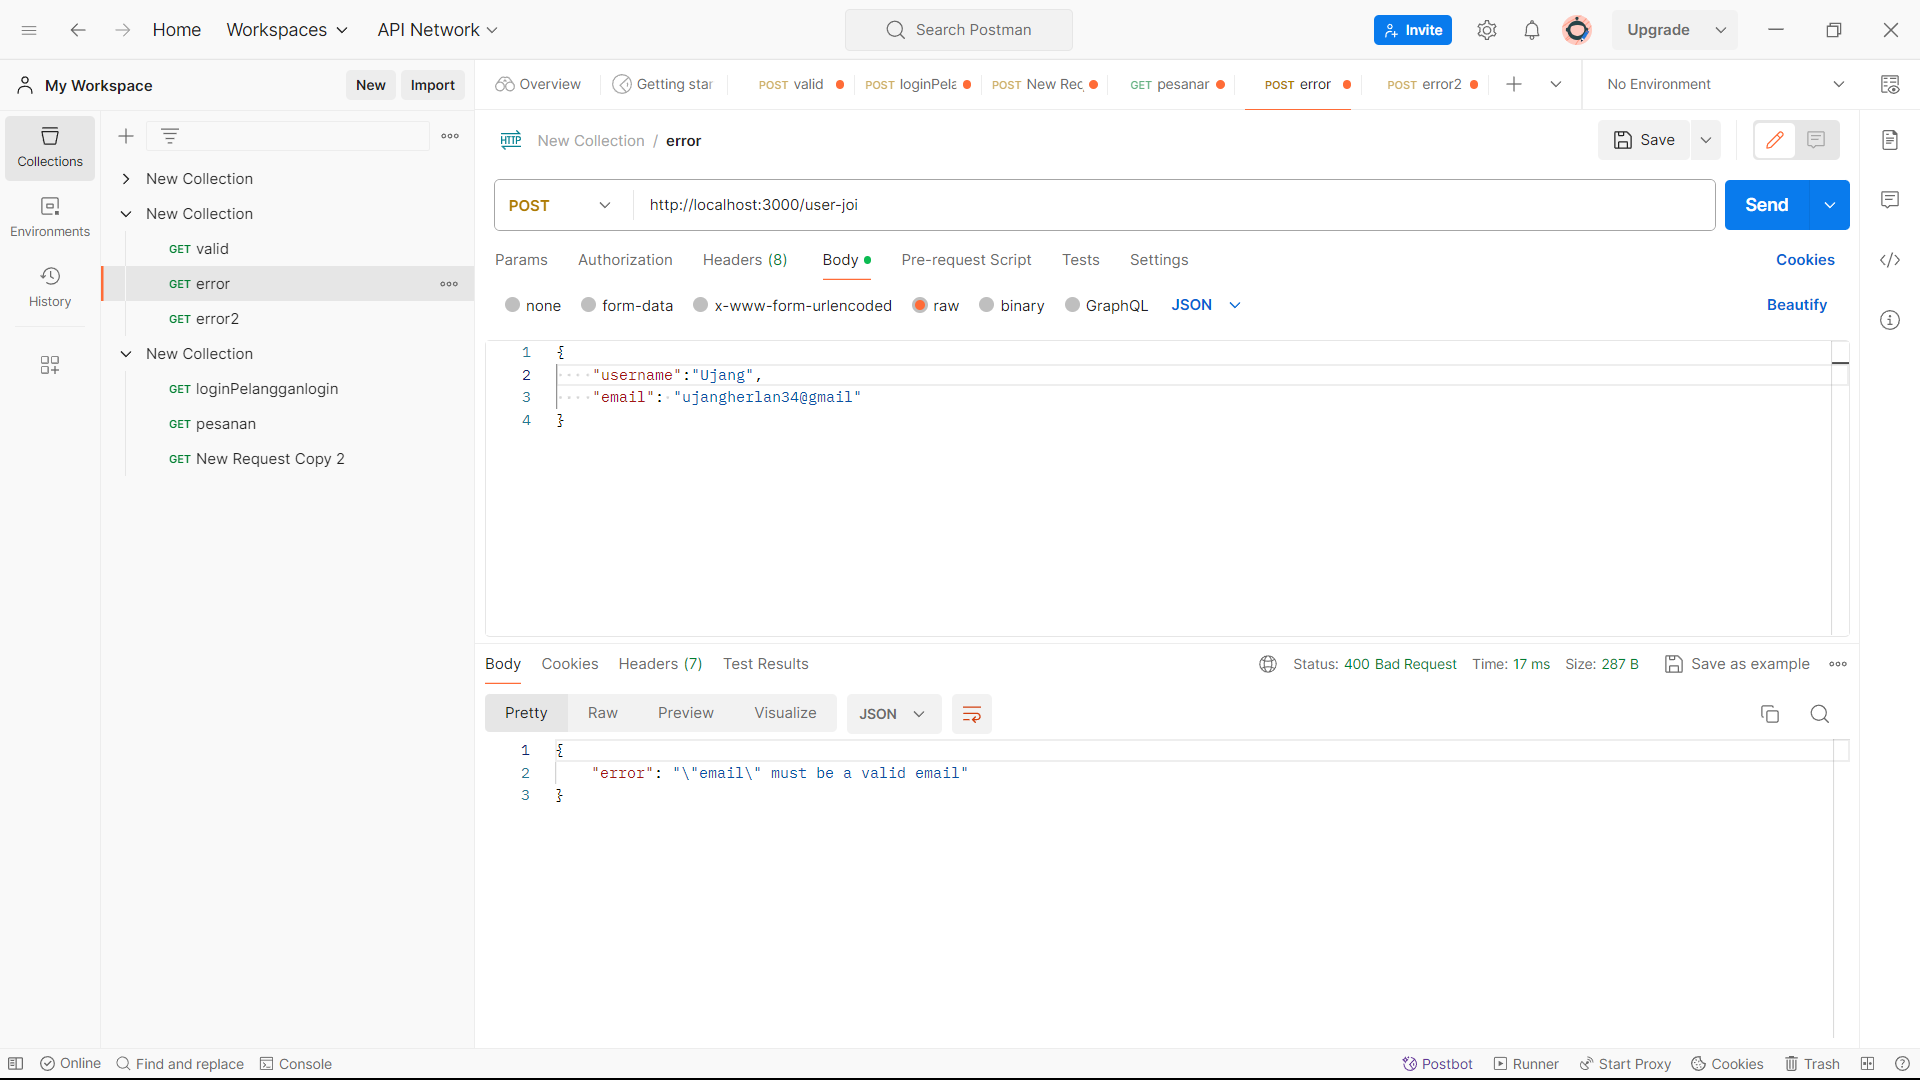 Home Workspaces API Network Search Postman Invite Upgrade
My Workspace New Import Overview Getting star POST valid POST loginPela POST New Rec GET pesanar POST error POST error2 No Environment
Collections
Environments
History
New Collection
New Collection
GET valid
GET error
GET error2
New Collection
GET loginPelangganlogin
GET pesanan
GET New Request Copy 2
HTTP New Collection / error Save
POST http://localhost:3000/user-joi Send
Params Authorization Headers (8) Body Pre-request Script Tests Settings Cookies
none form-data x-www-form-urlencoded raw binary GraphQL JSON Beautify
1 {
2 "username":"Ujang",
3 "email": "ujangherlan34@gmail"
4 }
Body Cookies Headers (7) Test Results Status: 400 Bad Request Time: 17 ms Size: 287 B Save as example
Pretty Raw Preview Visualize JSON
1 {
2 "error": "\"email\" must be a valid email"
3 }
Online Find and replace Console Postbot Runner Start Proxy Cookies Trash